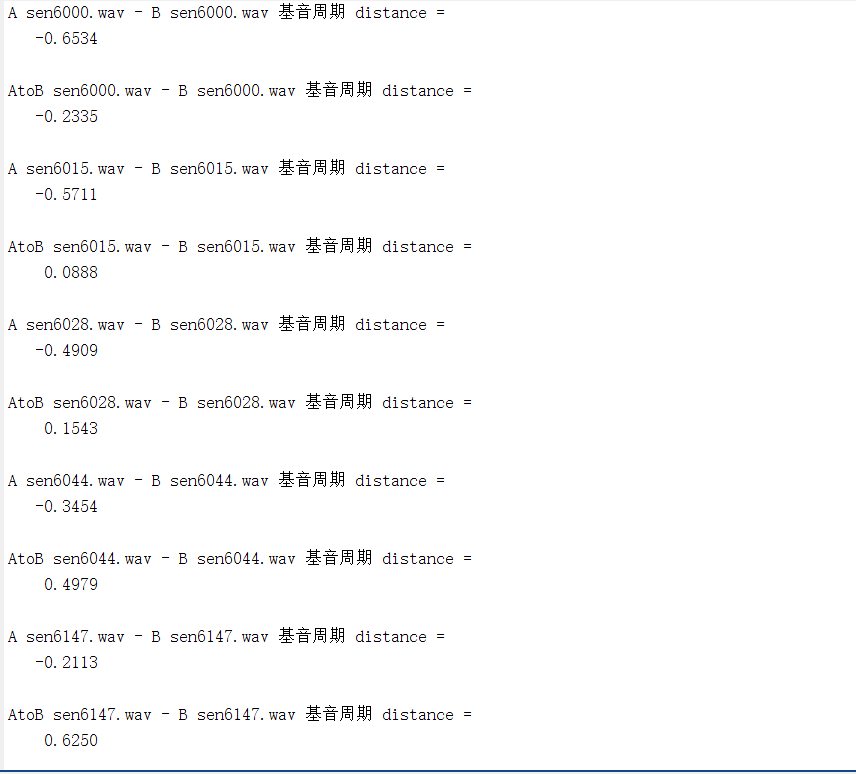 A sen6000.wav - B sen6000.wav 基音周期 distance =
-0.6534
AtoB sen6000.wav - B sen6000.wav 基音周期 distance =
-0.2335
A sen6015.wav - B sen6015.wav 基音周期 distance =
-0.5711
AtoB sen6015.wav - B sen6015.wav 基音周期 distance =
0.0888
A sen6028.wav - B sen6028.wav 基音周期 distance =
-0.4909
AtoB sen6028.wav - B sen6028.wav 基音周期 distance =
0.1543
A sen6044.wav - B sen6044.wav 基音周期 distance =
-0.3454
AtoB sen6044.wav - B sen6044.wav 基音周期 distance =
0.4979
A sen6147.wav - B sen6147.wav 基音周期 distance =
-0.2113
AtoB sen6147.wav - B sen6147.wav 基音周期 distance =
0.6250